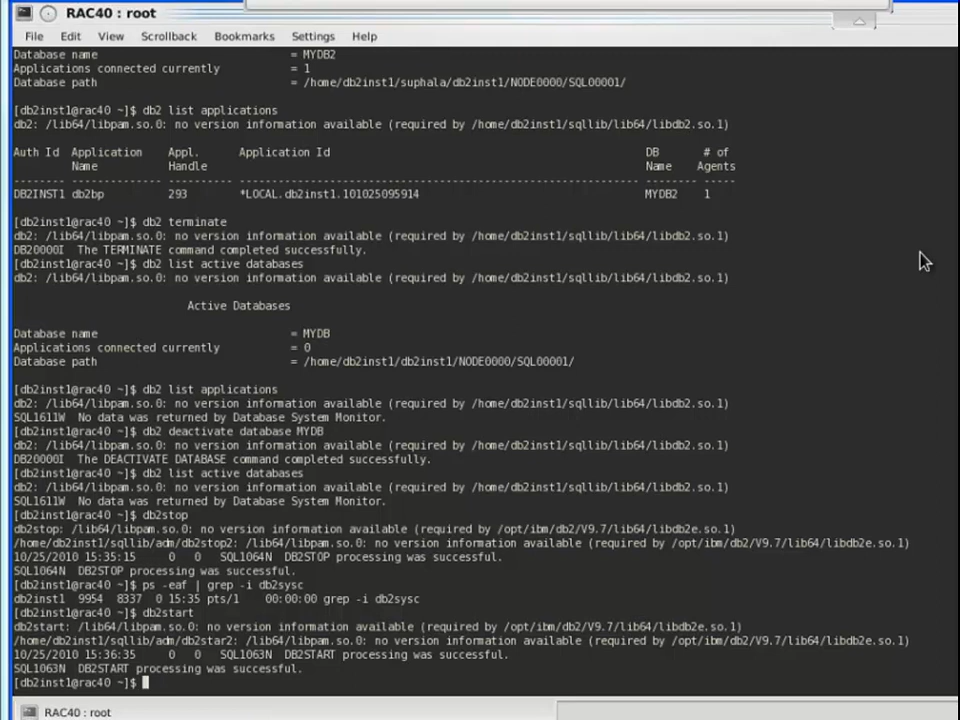 RAC40 : root
File Edit View Scrollback Bookmarks Settings Help
Database name = MYDB2
Applications connected currently = 1
Database path = /home/db2inst1/suphala/db2inst1/NODE0000/SQL00001/
[db2inst1@rac40 ~]$ db2 list applications
db2: /lib64/libpam.so.0: no version information available (required by /home/db2inst1/sqllib/lib64/libdb2.so.1)
Auth Id Application Appl. Application Id DB # of
Name Handle Name Agents
-------- -------------- ---------- -------------------------------------------------------------- -------- -----
DB2INST1 db2bp 293 *LOCAL.db2inst1.101025095914 MYDB2 1
[db2inst1@rac40 ~]$ db2 terminate
db2: /lib64/libpam.so.0: no version information available (required by /home/db2inst1/sqllib/lib64/libdb2.so.1)
DB20000I The TERMINATE command completed successfully.
[db2inst1@rac40 ~]$ db2 list active databases
db2: /lib64/libpam.so.0: no version information available (required by /home/db2inst1/sqllib/lib64/libdb2.so.1)
Active Databases
Database name = MYDB
Applications connected currently = 0
Database path = /home/db2inst1/db2inst1/NODE0000/SQL00001/
[db2inst1@rac40 ~]$ db2 list applications
db2: /lib64/libpam.so.0: no version information available (required by /home/db2inst1/sqllib/lib64/libdb2.so.1)
SQL1611W No data was returned by Database System Monitor.
[db2inst1@rac40 ~]$ db2 deactivate database MYDB
db2: /lib64/libpam.so.0: no version information available (required by /home/db2inst1/sqllib/lib64/libdb2.so.1)
DB20000I The DEACTIVATE DATABASE command completed successfully.
[db2inst1@rac40 ~]$ db2 list active databases
db2: /lib64/libpam.so.0: no version information available (required by /home/db2inst1/sqllib/lib64/libdb2.so.1)
SQL1611W No data was returned by Database System Monitor.
[db2inst1@rac40 ~]$ db2stop
db2stop: /lib64/libpam.so.0: no version information available (required by /opt/ibm/db2/V9.7/lib64/libdb2e.so.1)
/home/db2inst1/sqllib/adm/db2stop2: /lib64/libpam.so.0: no version information available (required by /opt/ibm/db2/V9.7/lib64/libdb2e.so.1)
10/25/2010 15:35:15 0 0 SQL1064N DB2STOP processing was successful.
SQL1064N DB2STOP processing was successful.
[db2inst1@rac40 ~]$ ps -eaf | grep -i db2sysc
db2inst1 9954 8337 0 15:35 pts/1 00:00:00 grep -i db2sysc
[db2inst1@rac40 ~]$ db2start
db2start: /lib64/libpam.so.0: no version information available (required by /opt/ibm/db2/V9.7/lib64/libdb2e.so.1)
/home/db2inst1/sqllib/adm/db2star2: /lib64/libpam.so.0: no version information available (required by /opt/ibm/db2/V9.7/lib64/libdb2e.so.1)
10/25/2010 15:36:35 0 0 SQL1063N DB2START processing was successful.
SQL1063N DB2START processing was successful.
[db2inst1@rac40 ~]$
RAC40 : root